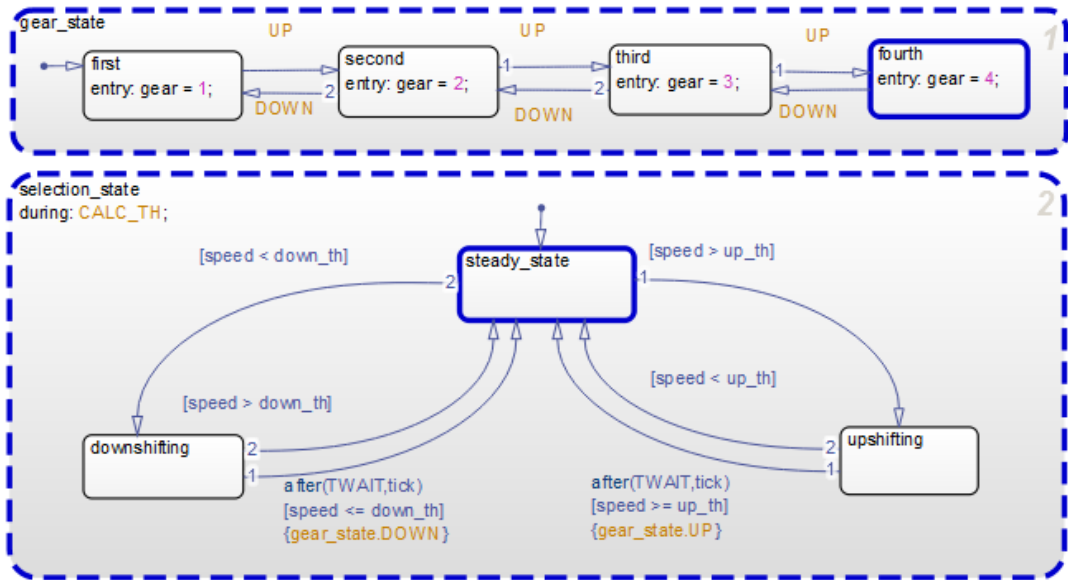 gear_state
1
UP
UP
UP
first
entry: gear = 1;
second
entry: gear = 2;
third
entry: gear = 3;
fourth
entry: gear = 4;
1
2
1
2
1
DOWN
DOWN
DOWN
selection_state
during: CALC_TH;
2
[speed < down_th]
steady_state
[speed > up_th]
2
1
[speed > down_th]
[speed < up_th]
downshifting
2
1
upshifting
2
1
after(TWAIT,tick)
[speed <= down_th]
{gear_state.DOWN}
after(TWAIT,tick)
[speed >= up_th]
{gear_state.UP}